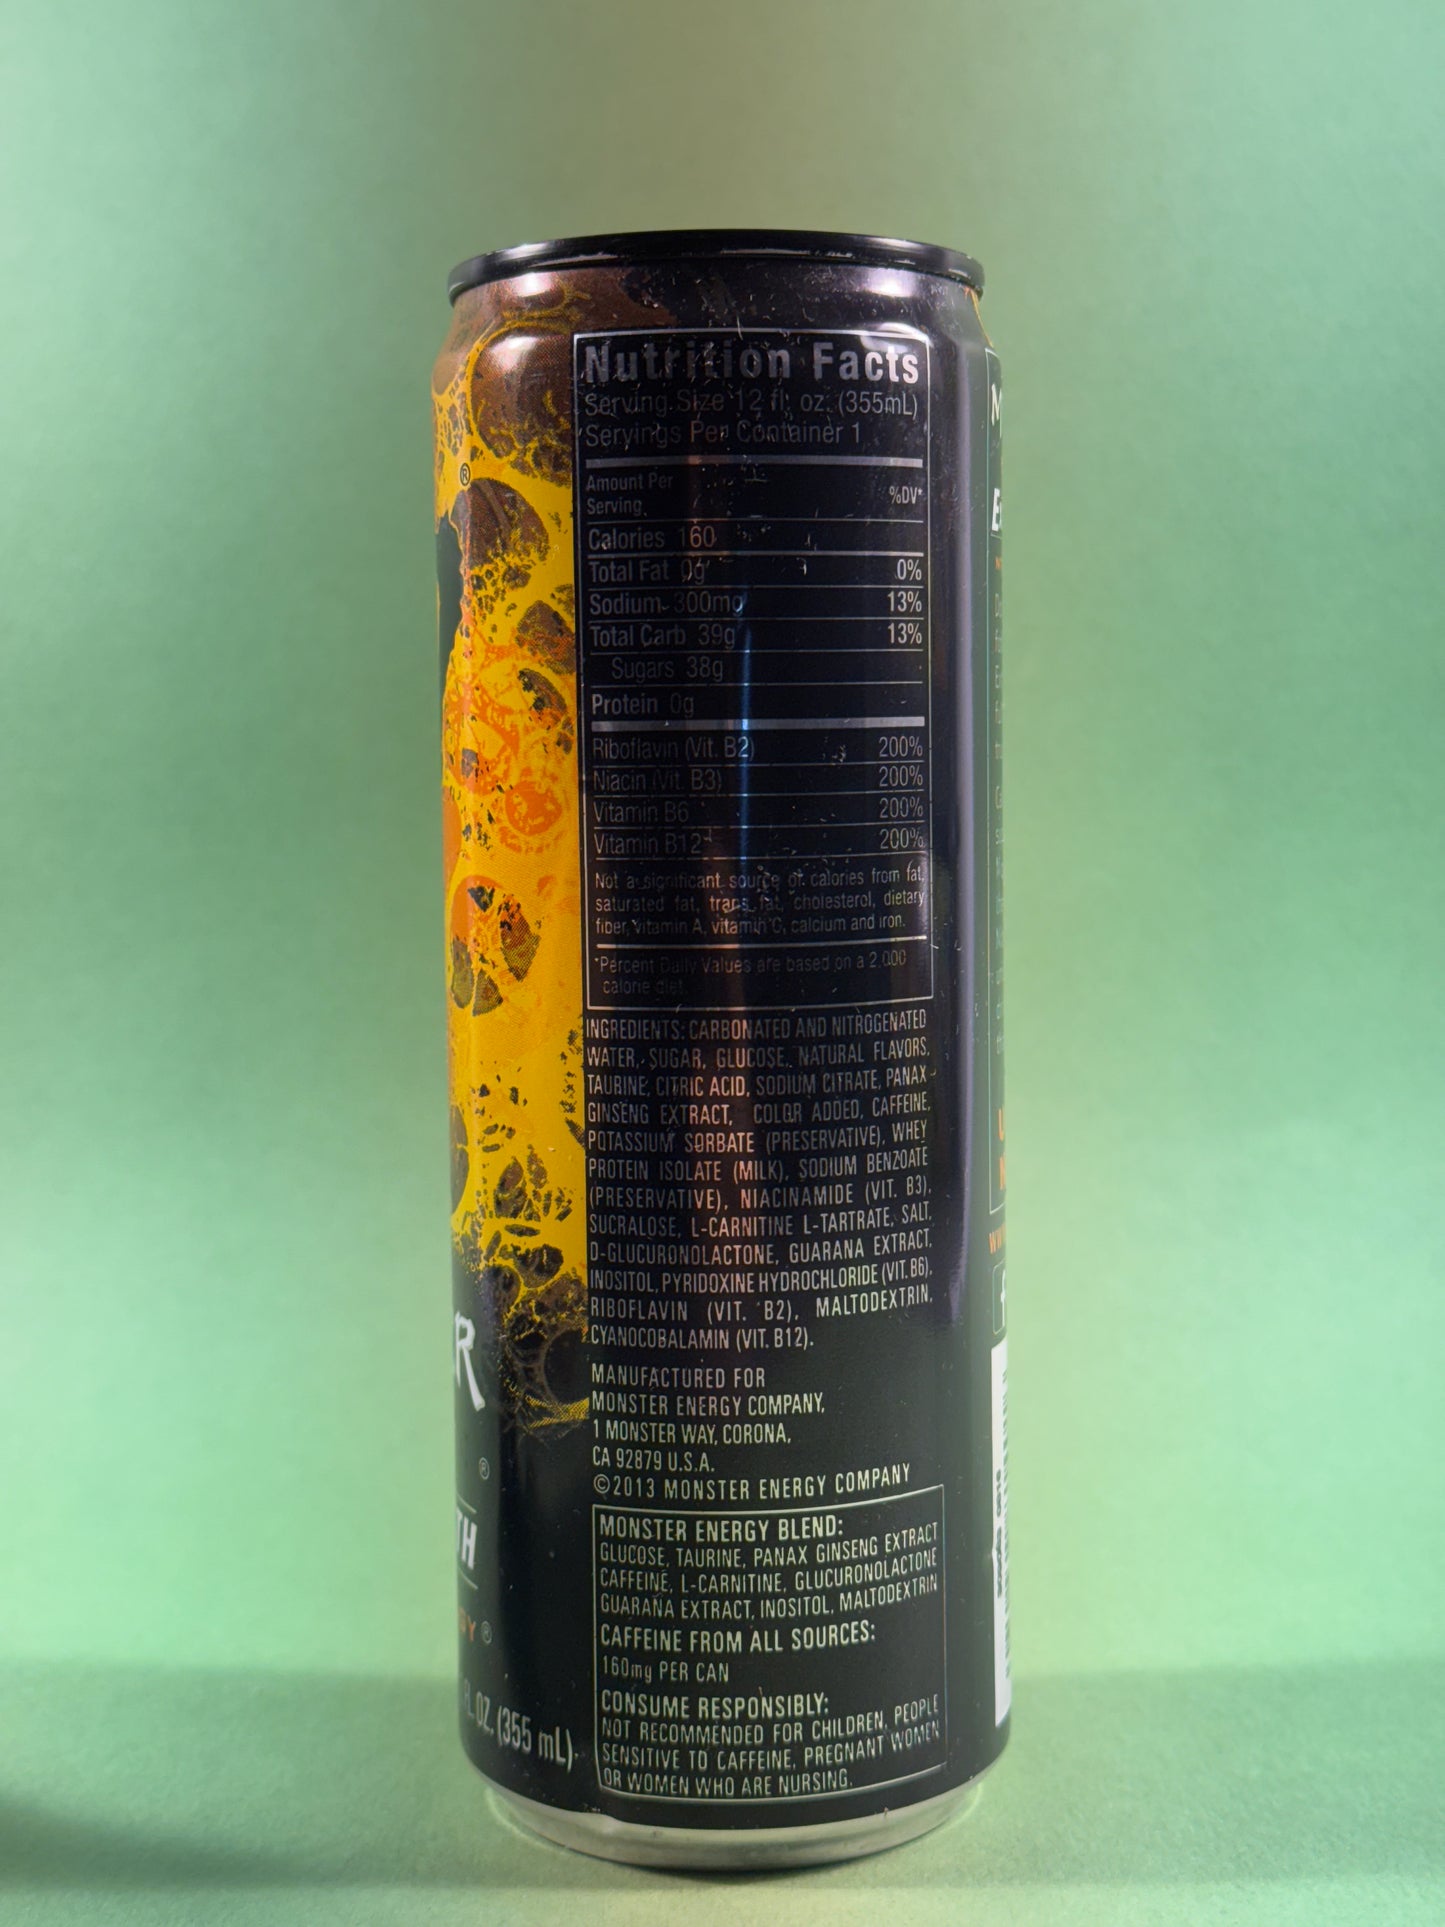 ®
Nutrition Facts
Serving Size 12 fl. oz. (355mL)
Servings Per Container 1
Amount Per
Serving
%DV*
Calories 160
Total Fat 0g 0%
Sodium 300mg 13%
Total Carb 39g 13%
Sugars 38g
Protein 0g
Riboflavin (Vit. B2) 200%
Niacin (Vit. B3) 200%
Vitamin B6 200%
Vitamin B12 200%
Not a significant source of calories from fat,
saturated fat, trans fat, cholesterol, dietary
fiber, vitamin A, vitamin C, calcium and iron.
*Percent Daily Values are based on a 2,000
calorie diet.
INGREDIENTS: CARBONATED AND NITROGENATED
WATER, SUGAR, GLUCOSE, NATURAL FLAVORS,
TAURINE, CITRIC ACID, SODIUM CITRATE, PANAX
GINSENG EXTRACT, COLOR ADDED, CAFFEINE,
POTASSIUM SORBATE (PRESERVATIVE), WHEY
PROTEIN ISOLATE (MILK), SODIUM BENZOATE
(PRESERVATIVE), NIACINAMIDE (VIT. B3),
SUCRALOSE, L-CARNITINE L-TARTRATE, SALT,
D-GLUCURONOLACTONE, GUARANA EXTRACT,
INOSITOL, PYRIDOXINE HYDROCHLORIDE (VIT. B6),
RIBOFLAVIN (VIT. B2), MALTODEXTRIN,
CYANOCOBALAMIN (VIT. B12).
MANUFACTURED FOR
MONSTER ENERGY COMPANY,
1 MONSTER WAY, CORONA,
CA 92879 U.S.A.
©2013 MONSTER ENERGY COMPANY
MONSTER ENERGY BLEND:
GLUCOSE, TAURINE, PANAX GINSENG EXTRACT
CAFFEINE, L-CARNITINE, GLUCURONOLACTONE
GUARANA EXTRACT, INOSITOL, MALTODEXTRIN
CAFFEINE FROM ALL SOURCES:
160mg PER CAN
CONSUME RESPONSIBLY:
NOT RECOMMENDED FOR CHILDREN, PEOPLE
SENSITIVE TO CAFFEINE, PREGNANT WOMEN
OR WOMEN WHO ARE NURSING.
R
®
TH
®
OZ. (355 mL)